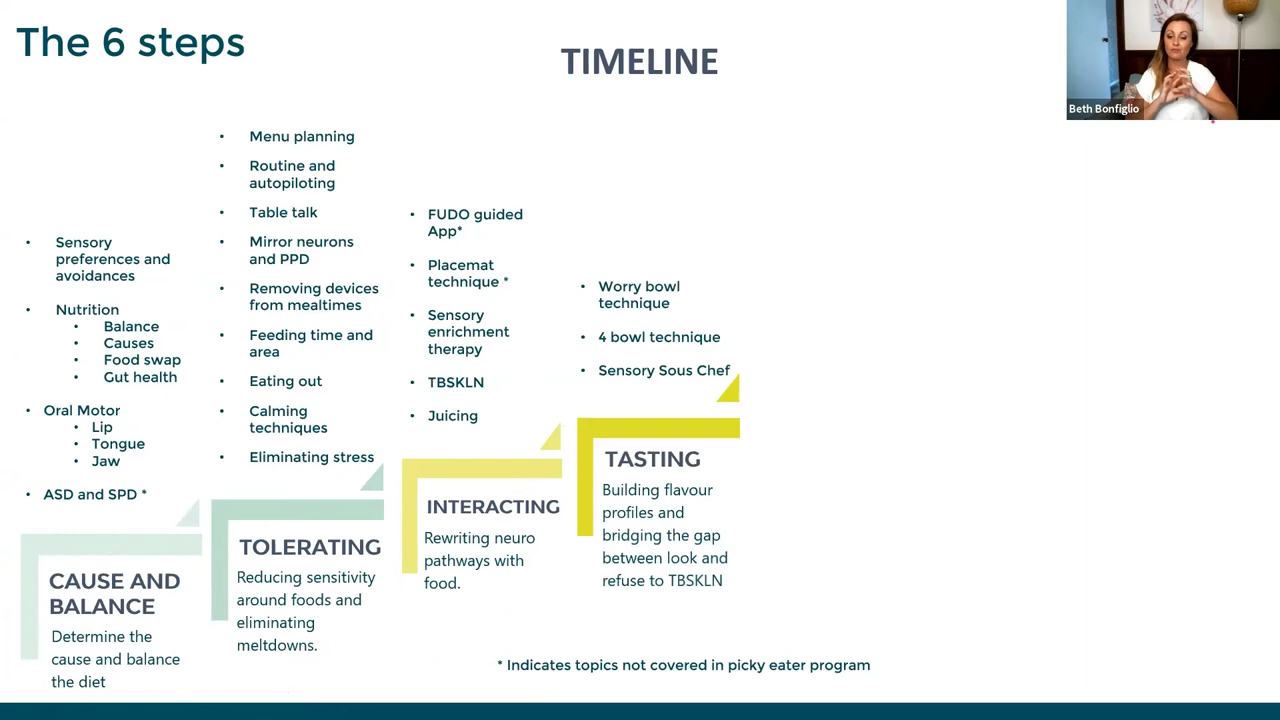 The 6 steps
TIMELINE
Beth Bonfiglio
• Sensory
preferences and
avoidances
• Nutrition
• Balance
• Causes
• Food swap
• Gut health
• Oral Motor
• Lip
• Tongue
• Jaw
• ASD and SPD *
CAUSE AND
BALANCE
Determine the
cause and balance
the diet
• Menu planning
• Routine and
autopiloting
• Table talk
• Mirror neurons
and PPD
• Removing devices
from mealtimes
• Feeding time and
area
• Eating out
• Calming
techniques
• Eliminating stress
TOLERATING
Reducing sensitivity
around foods and
eliminating
meltdowns.
• FUDO guided
App*
• Placemat
technique *
• Sensory
enrichment
therapy
• TBSKLN
• Juicing
INTERACTING
Rewriting neuro
pathways with
food.
• Worry bowl
technique
• 4 bowl technique
• Sensory Sous Chef
TASTING
Building flavour
profiles and
bridging the gap
between look and
refuse to TBSKLN
* Indicates topics not covered in picky eater program